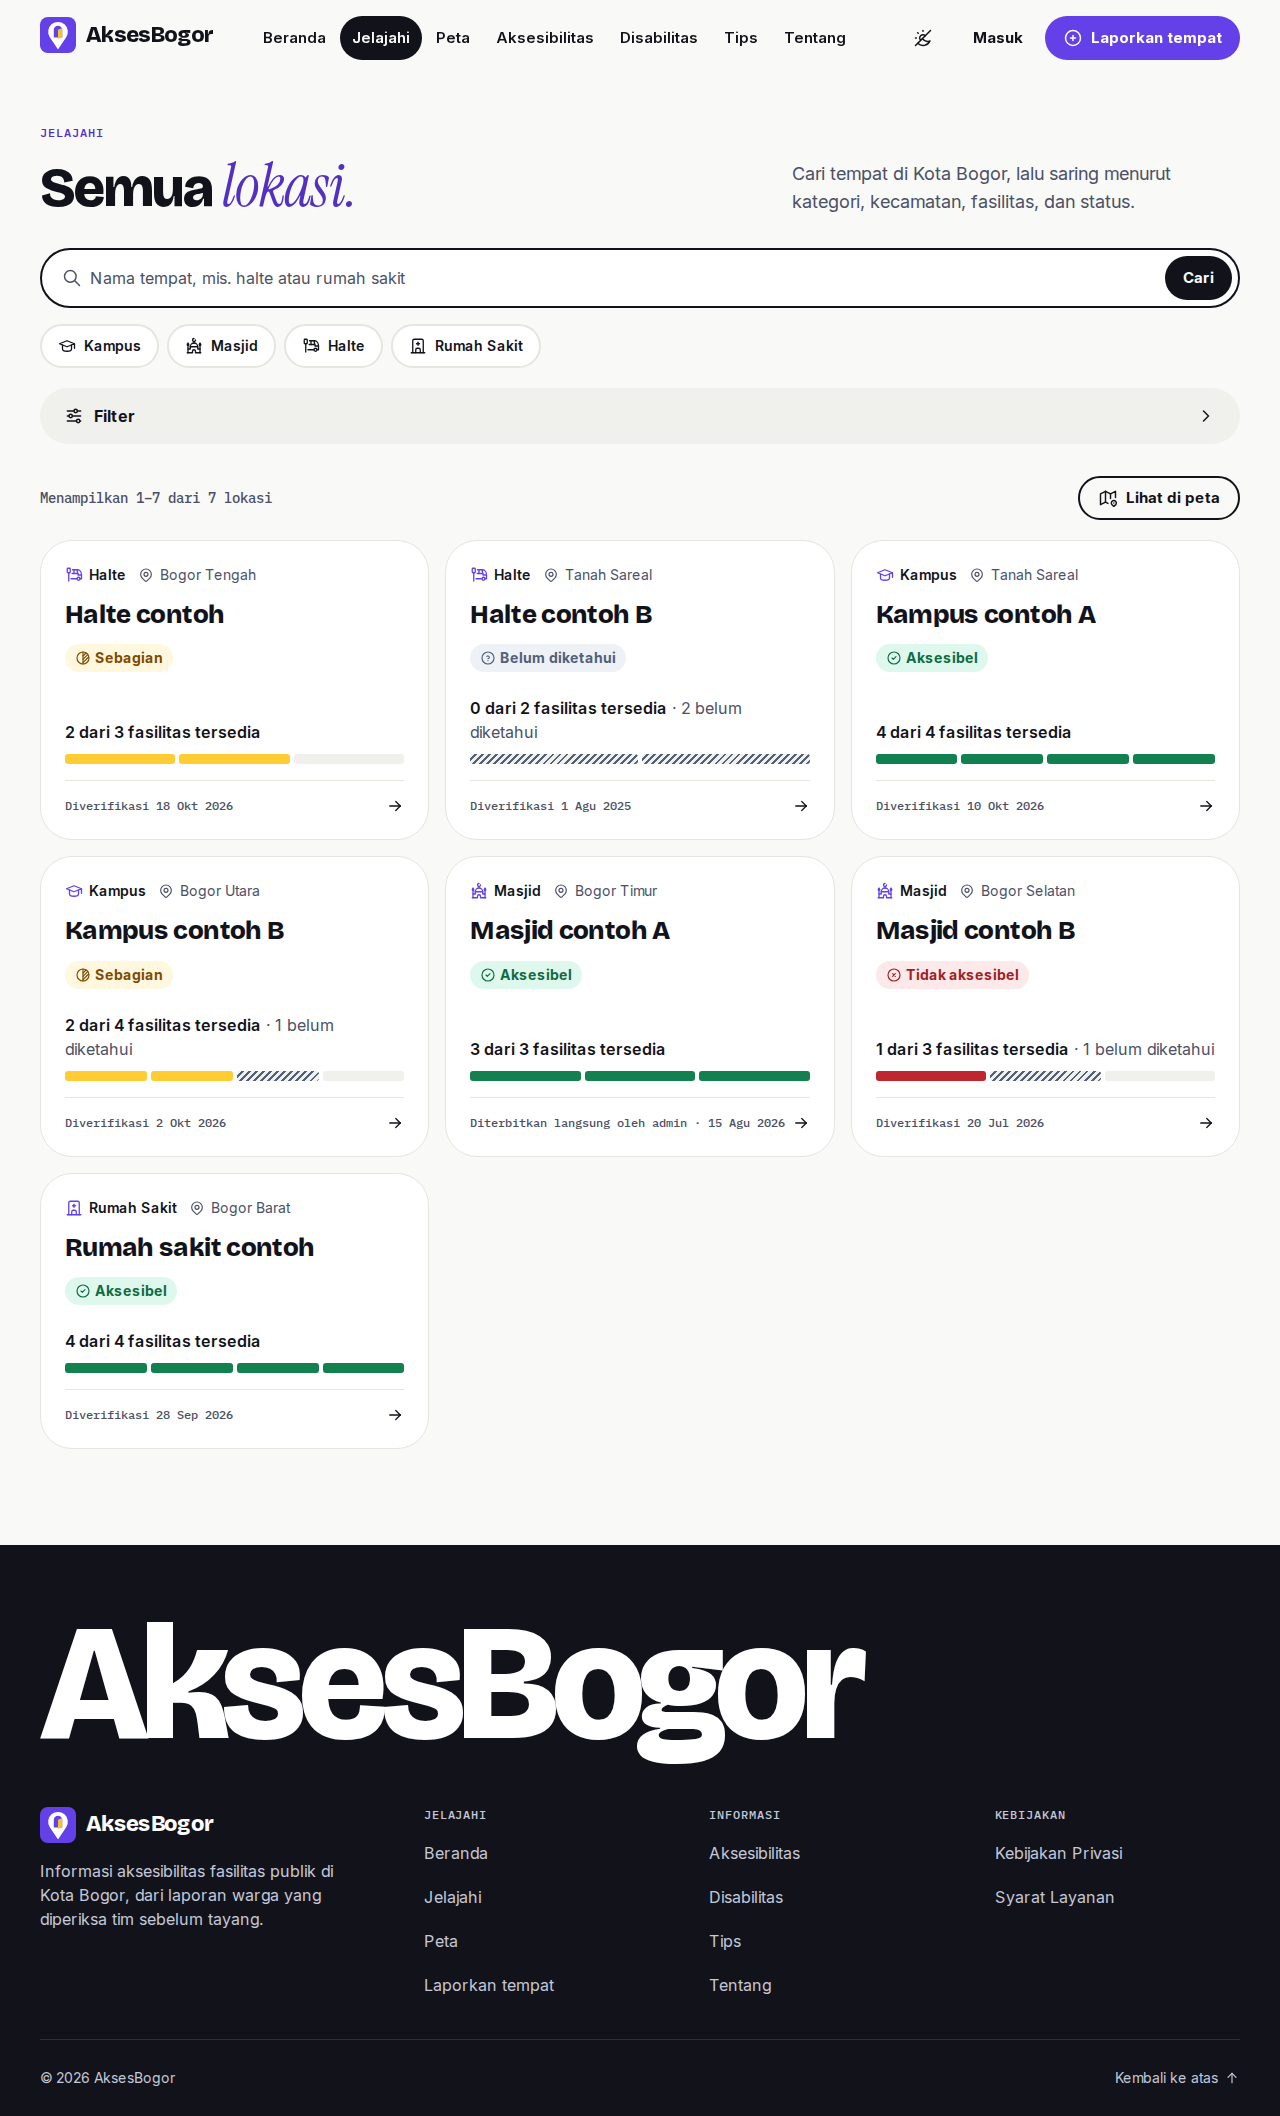 AksesBogor
Beranda
Jelajahi
Peta
Aksesibilitas
Disabilitas
Tips
Tentang
Masuk
Laporkan tempat
JELAJAHI
Semua lokasi.
Cari tempat di Kota Bogor, lalu saring menurut
kategori, kecamatan, fasilitas, dan status.
Nama tempat, mis. halte atau rumah sakit
Cari
Kampus
Masjid
Halte
Rumah Sakit
Filter
Menampilkan 1–7 dari 7 lokasi
Lihat di peta
Halte Bogor Tengah
Halte contoh
Sebagian
2 dari 3 fasilitas tersedia
Diverifikasi 18 Okt 2026
Halte Tanah Sareal
Halte contoh B
Belum diketahui
0 dari 2 fasilitas tersedia · 2 belum
diketahui
Diverifikasi 1 Agu 2025
Kampus Tanah Sareal
Kampus contoh A
Aksesibel
4 dari 4 fasilitas tersedia
Diverifikasi 10 Okt 2026
Kampus Bogor Utara
Kampus contoh B
Sebagian
2 dari 4 fasilitas tersedia · 1 belum
diketahui
Diverifikasi 2 Okt 2026
Masjid Bogor Timur
Masjid contoh A
Aksesibel
3 dari 3 fasilitas tersedia
Diterbitkan langsung oleh admin · 15 Agu 2026
Masjid Bogor Selatan
Masjid contoh B
Tidak aksesibel
1 dari 3 fasilitas tersedia · 1 belum diketahui
Diverifikasi 20 Jul 2026
Rumah Sakit Bogor Barat
Rumah sakit contoh
Aksesibel
4 dari 4 fasilitas tersedia
Diverifikasi 28 Sep 2026
AksesBogor
AksesBogor
Informasi aksesibilitas fasilitas publik di
Kota Bogor, dari laporan warga yang
diperiksa tim sebelum tayang.
JELAJAHI
Beranda
Jelajahi
Peta
Laporkan tempat
INFORMASI
Aksesibilitas
Disabilitas
Tips
Tentang
KEBIJAKAN
Kebijakan Privasi
Syarat Layanan
© 2026 AksesBogor
Kembali ke atas ↑